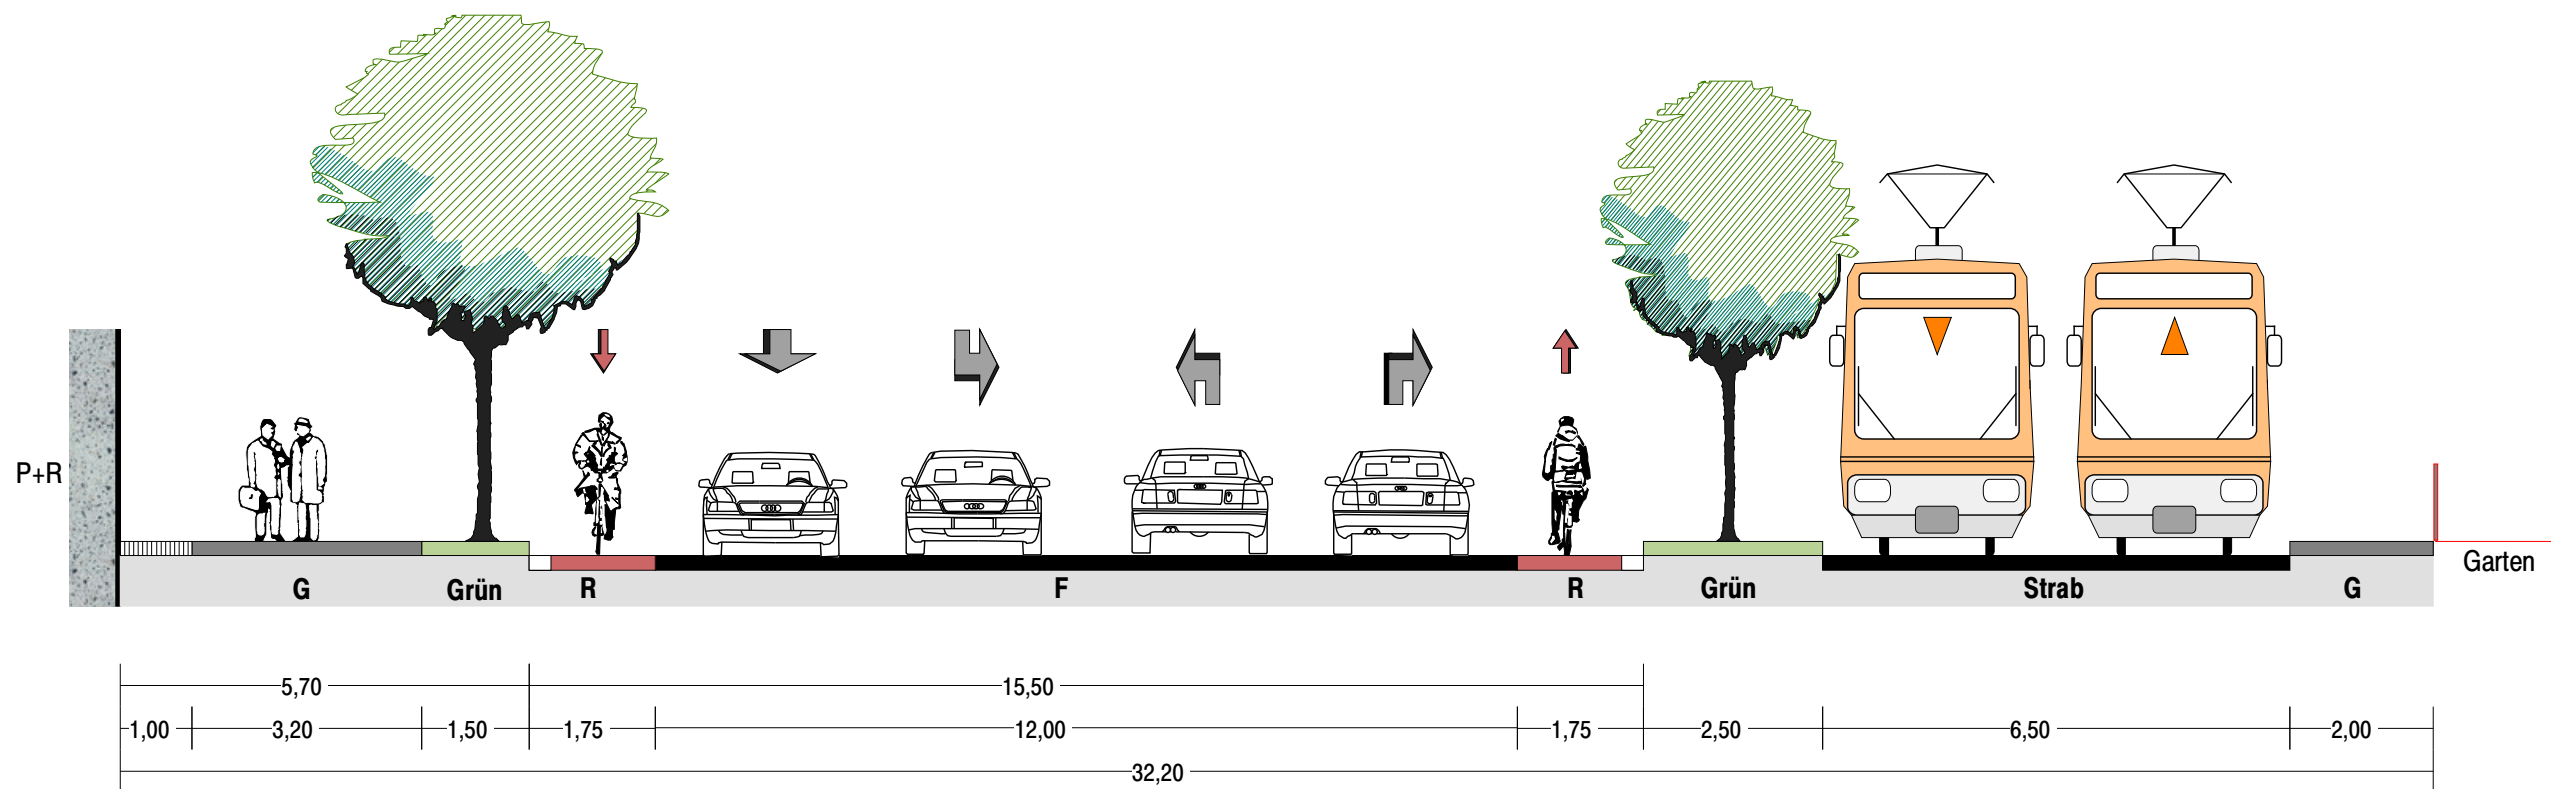 P+R
Garten
G Grün R F R Grün Strab G
5,70 15,50
1,00 3,20 1,50 1,75 12,00 1,75 2,50 6,50 2,00
32,20